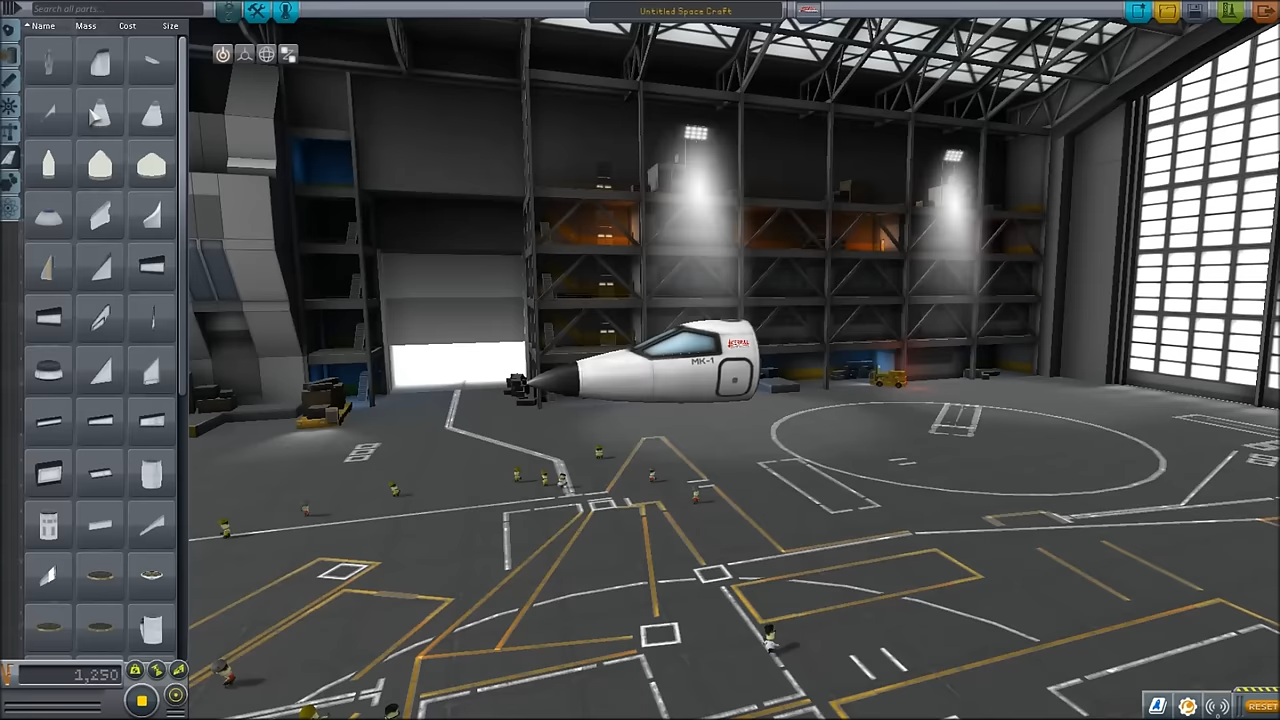 Search all parts...
Untitled Space Craft
Name Mass Cost Size
MK-1
1,250
RESET